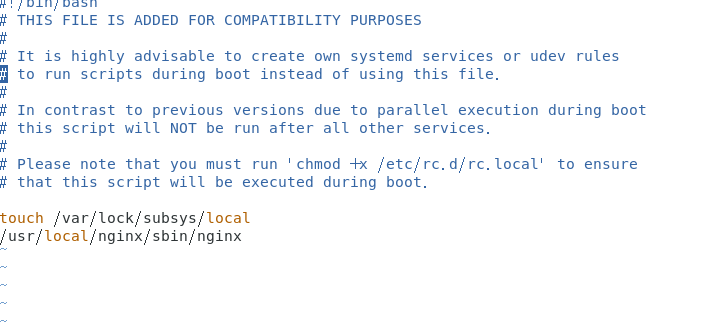 #!/bin/bash
# THIS FILE IS ADDED FOR COMPATIBILITY PURPOSES
#
# It is highly advisable to create own systemd services or udev rules
# to run scripts during boot instead of using this file.
#
# In contrast to previous versions due to parallel execution during boot
# this script will NOT be run after all other services.
#
# Please note that you must run 'chmod +x /etc/rc.d/rc.local' to ensure
# that this script will be executed during boot.

touch /var/lock/subsys/local
/usr/local/nginx/sbin/nginx
~
~
~
~
~